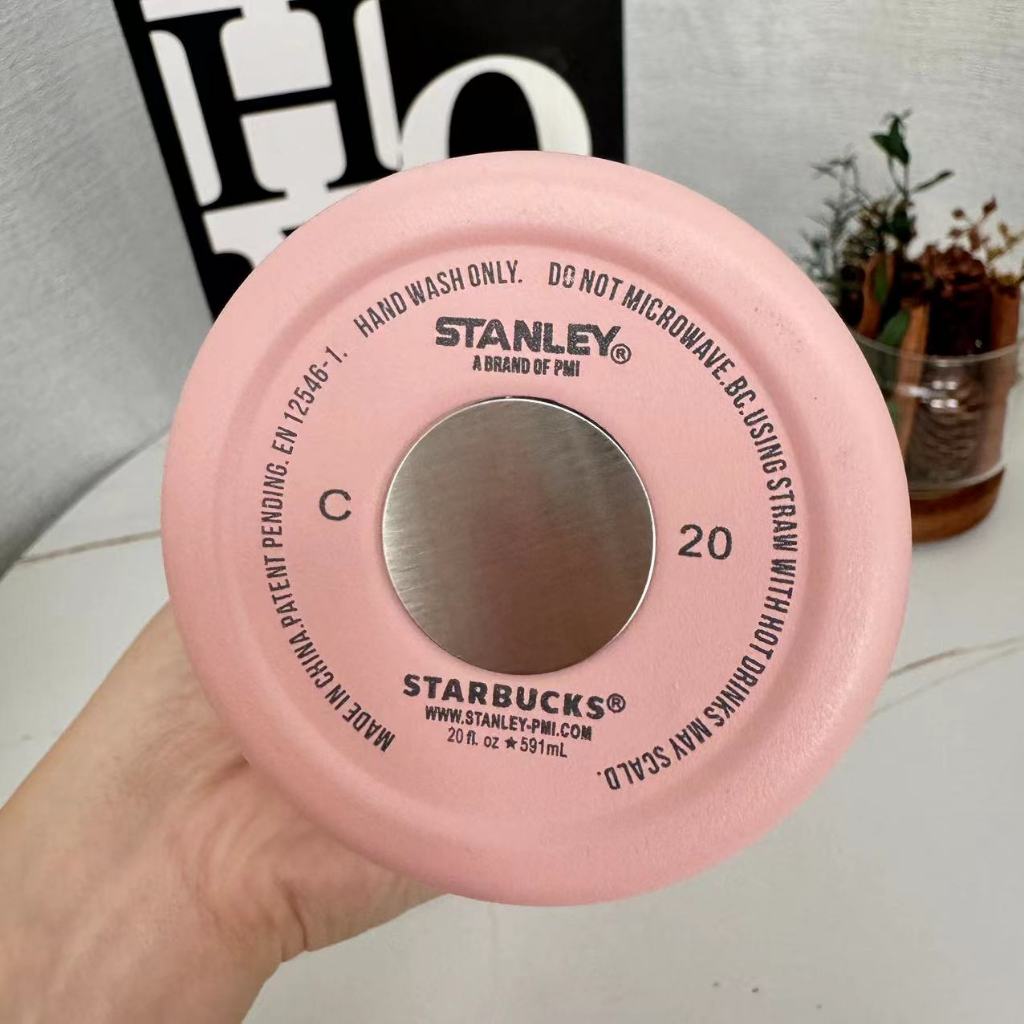 Ho
MADE IN CHINA.PATENT PENDING. EN 12546-1. HAND WASH ONLY. DO NOT MICROWAVE.BC.USING STRAW WITH HOT DRINKS MAY SCALD.
STANLEY®
A BRAND OF PMI
C
20
STARBUCKS®
WWW.STANLEY-PMI.COM
20 fl. oz ★ 591mL